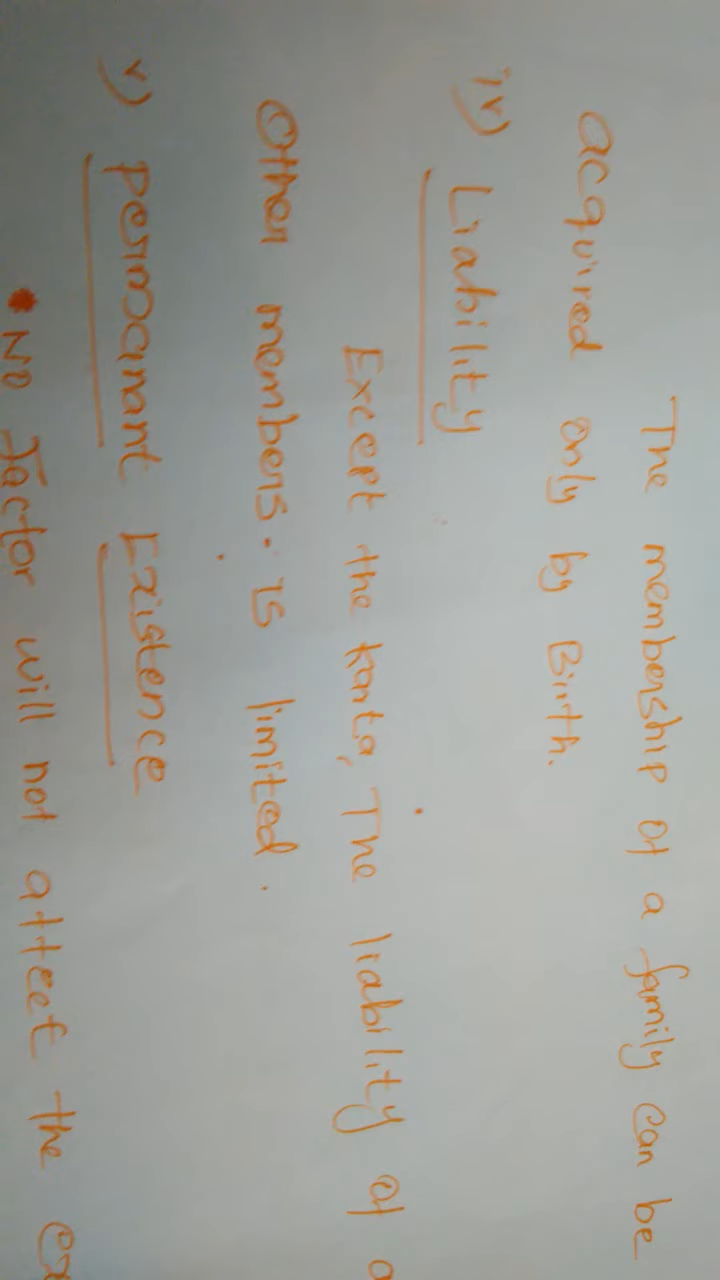 The membership of a family can be
acquired only by Birth.
iv) Liability
Except the karta, The liability of a
Other members. is limited.
v) Permanant Existence
• No factor will not affect the